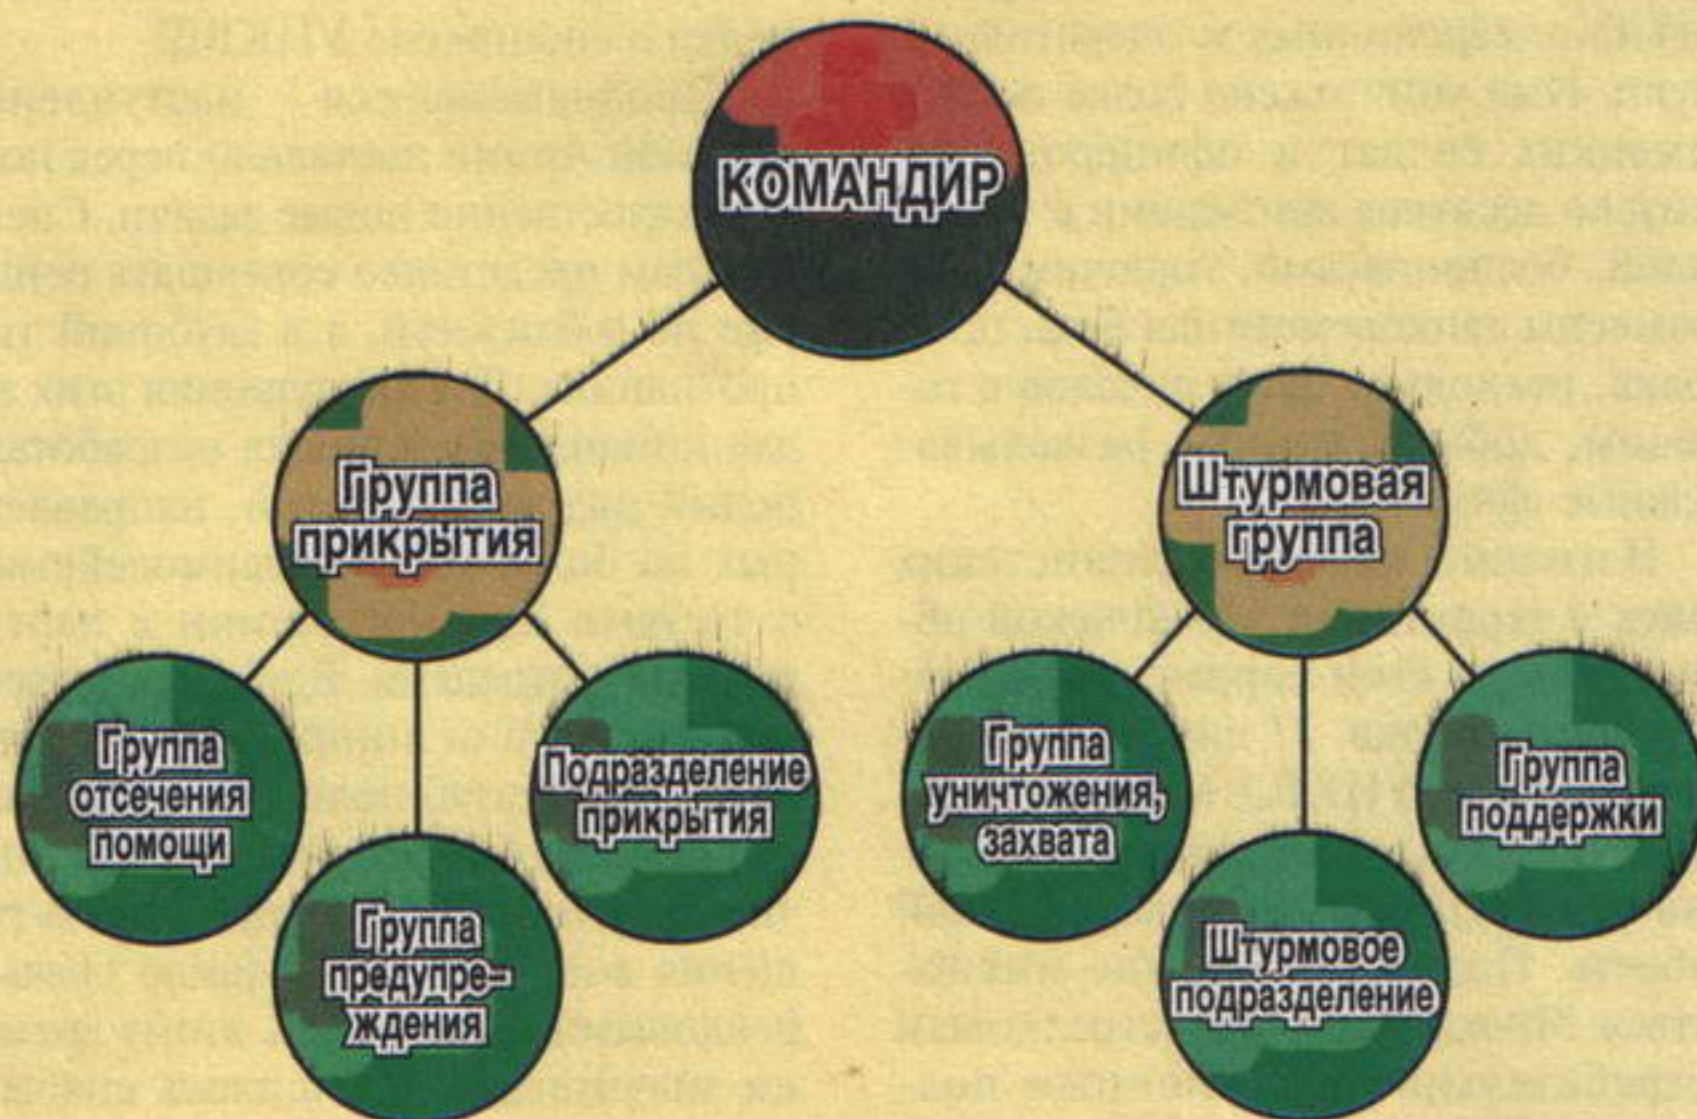 КОМАНДИР
Группа
прикрытия
Штурмовая
группа
Группа
отсечения
помощи
Группа
предупре-
ждения
Подразделение
прикрытия
Группа
уничтожения,
захвата
Штурмовое
подразделение
Группа
поддержки